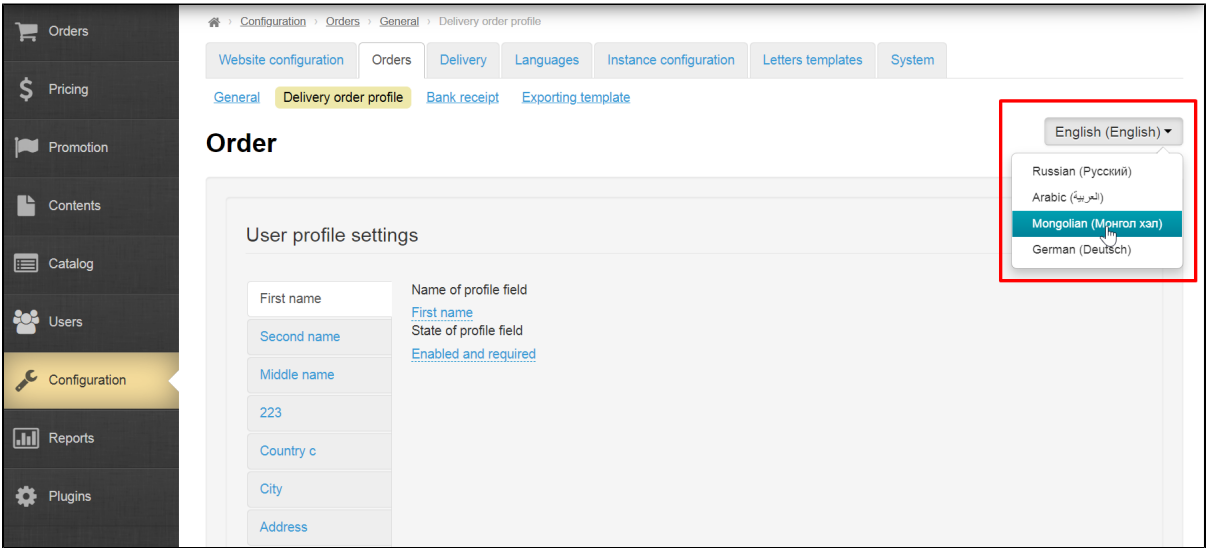 Orders
Pricing
Promotion
Contents
Catalog
Users
Configuration
Reports
Plugins
Configuration › Orders › General › Delivery order profile
Website configuration Orders Delivery Languages Instance configuration Letters templates System
General Delivery order profile Bank receipt Exporting template
Order
English (English)
Russian (Русский)
Arabic (العربية)
Mongolian (Монгол хэл)
German (Deutsch)
User profile settings
First name
Second name
Middle name
223
Country c
City
Address
Name of profile field
First name
State of profile field
Enabled and required